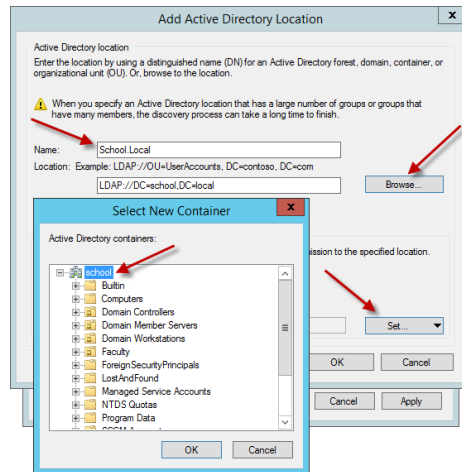 Add Active Directory Location
x
Active Directory location
Enter the location by using a distinguished name (DN) for an Active Directory forest, domain, container, or
organizational unit (OU). Or, browse to the location.
When you specify an Active Directory location that has a large number of groups or groups that
have many members, the discovery process can take a long time to finish.
Name:
School.Local
Location:
Example: LDAP://OU=UserAccounts, DC=contoso, DC=com
LDAP://DC=school,DC=local
Browse...
Select New Container
x
Active Directory containers:
ission to the specified location.
school
Builtin
Computers
Domain Controllers
Domain Member Servers
Domain Workstations
Set...
Faculty
ForeignSecurityPrincipals
LostAndFound
OK
Cancel
Managed Service Accounts
NTDS Quotas
Program Data
Cancel
Apply
OK
Cancel